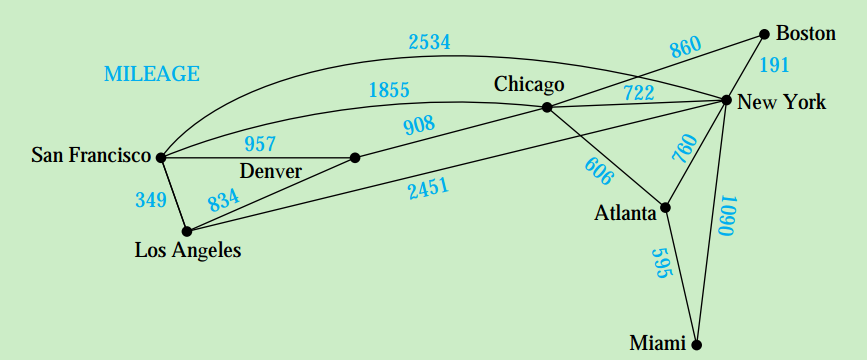 2534
860
Boston
MILEAGE
191
Chicago
1855
722
New York
908
957
760
San Francisco
Denver
606
349
834
2451
1090
Atlanta
Los Angeles
595
Miami